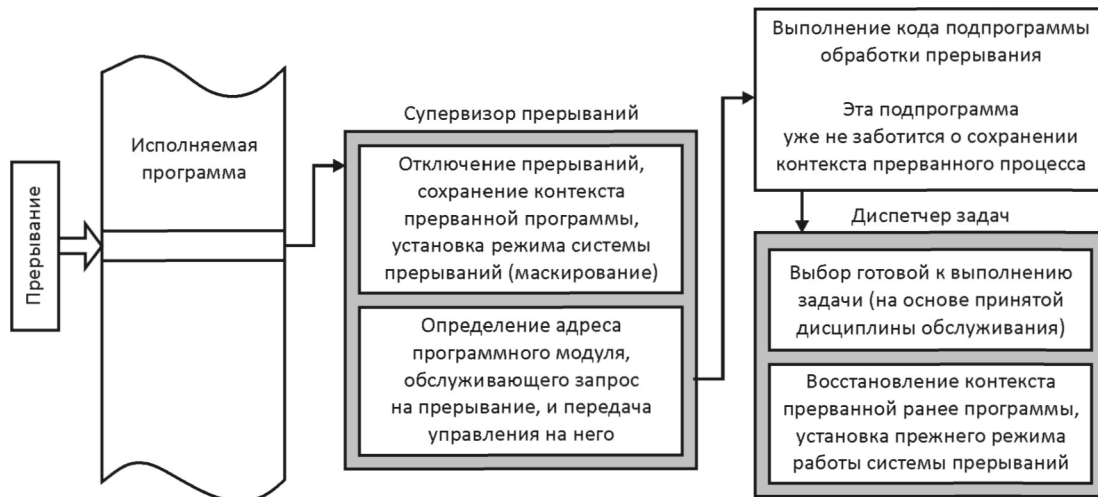 Прерывание
Исполняемая
программа
Супервизор прерываний
Отключение прерываний,
сохранение контекста
прерванной программы,
установка режима системы
прерываний (маскирование)
Определение адреса
программного модуля,
обслуживающего запрос
на прерывание, и передача
управления на него
Выполнение кода подпрограммы
обработки прерывания
Эта подпрограмма
уже не заботится о сохранении
контекста прерванного процесса
Диспетчер задач
Выбор готовой к выполнению
задачи (на основе принятой
дисциплины обслуживания)
Восстановление контекста
прерванной ранее программы,
установка прежнего режима
работы системы прерываний